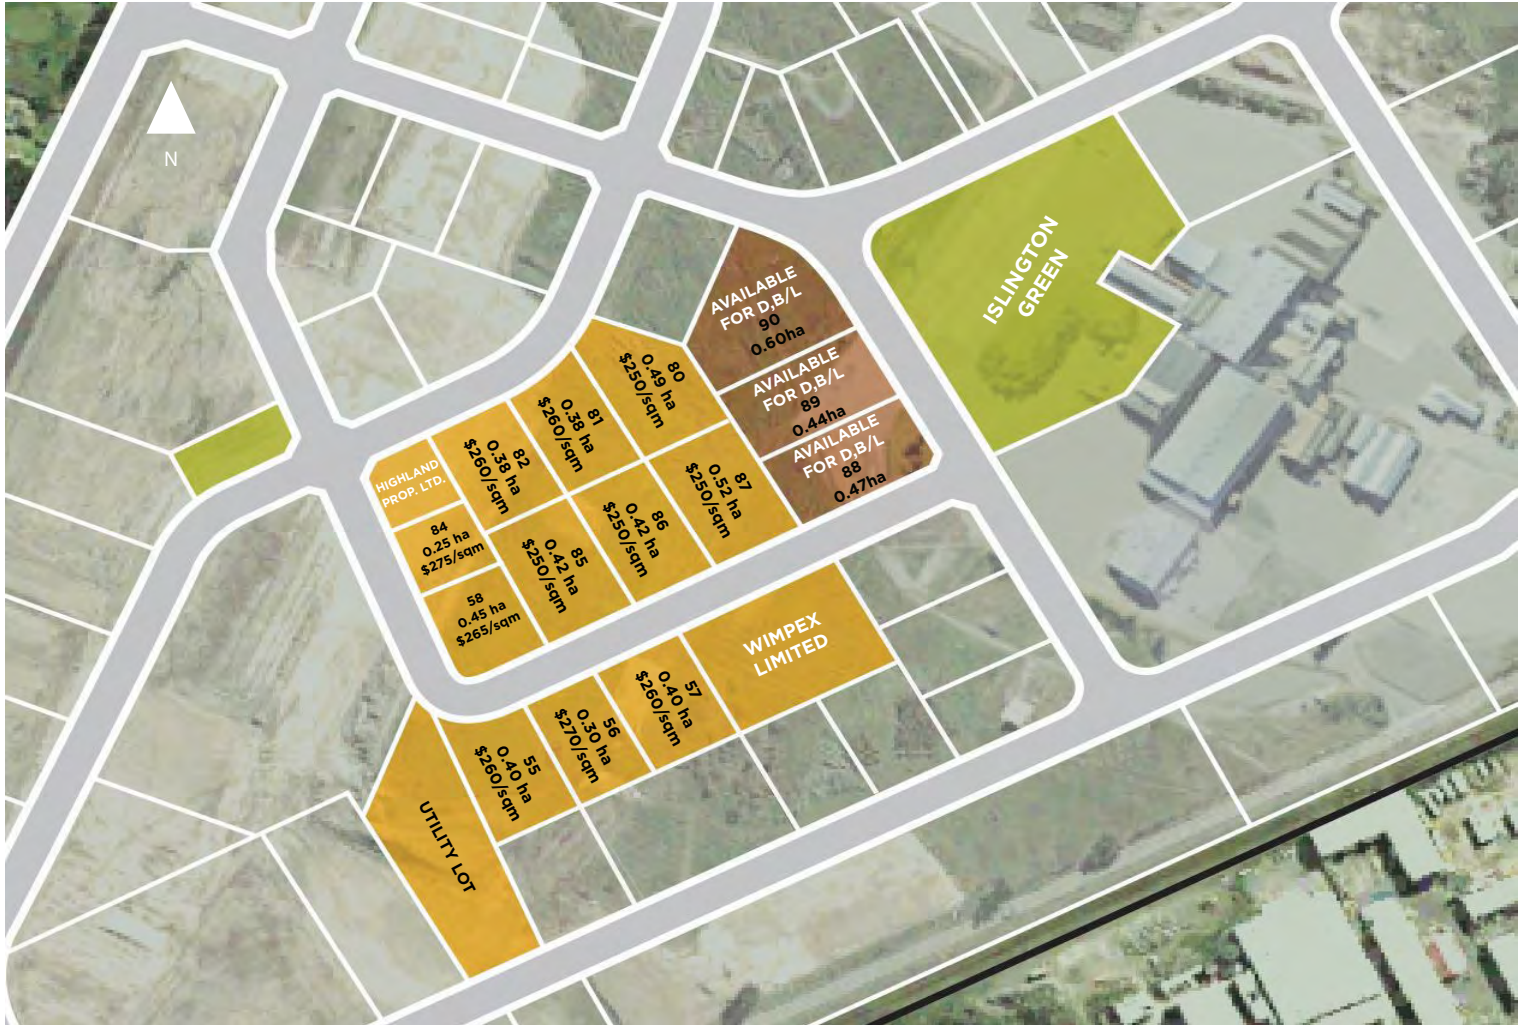 N
ISLINGTON
GREEN
AVAILABLE
FOR D,B/L
90
0.60ha
AVAILABLE
FOR D,B/L
89
0.44ha
AVAILABLE
FOR D,B/L
88
0.47ha
80
0.49 ha
$250/sqm
81
0.38 ha
$260/sqm
82
0.38 ha
$260/sqm
HIGHLAND
PROP. LTD.
84
0.25 ha
$275/sqm
58
0.45 ha
$265/sqm
85
0.42 ha
$250/sqm
86
0.42 ha
$250/sqm
87
0.52 ha
$250/sqm
WIMPEX
LIMITED
57
0.40 ha
$260/sqm
56
0.30 ha
$270/sqm
55
0.40 ha
$260/sqm
UTILITY LOT